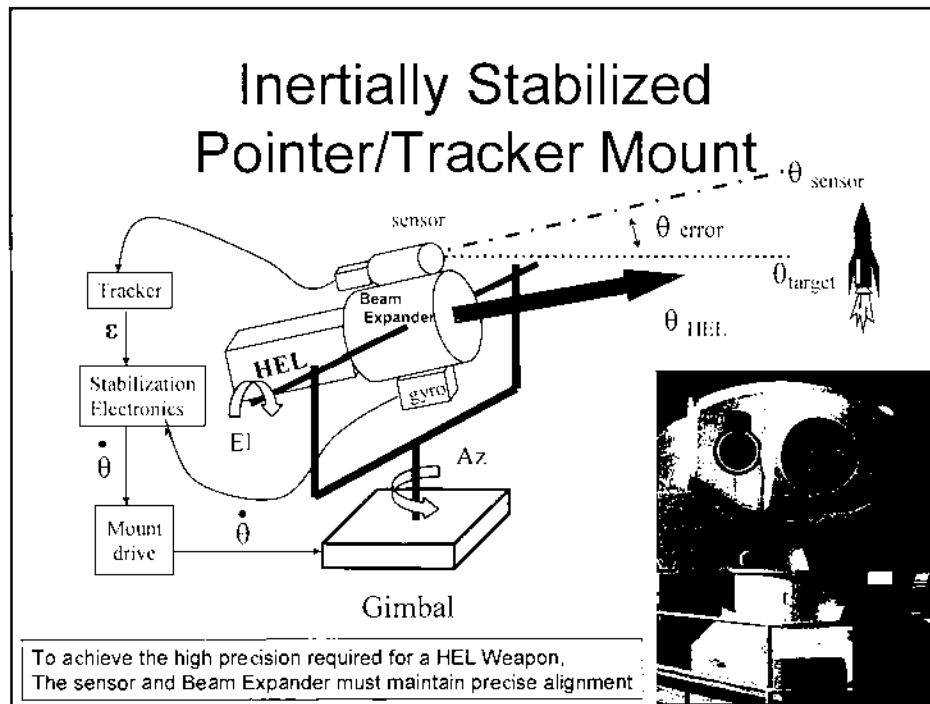 Inertially Stabilized
Pointer/Tracker Mount
θ sensor
sensor
θ error
Tracker
Beam
Expander
θ target
ε
θ HEL
HEL
Stabilization
Electronics
gyro
El
Az
θ̇
θ̇
Mount
drive
Gimbal
To achieve the high precision required for a HEL Weapon,
The sensor and Beam Expander must maintain precise alignment